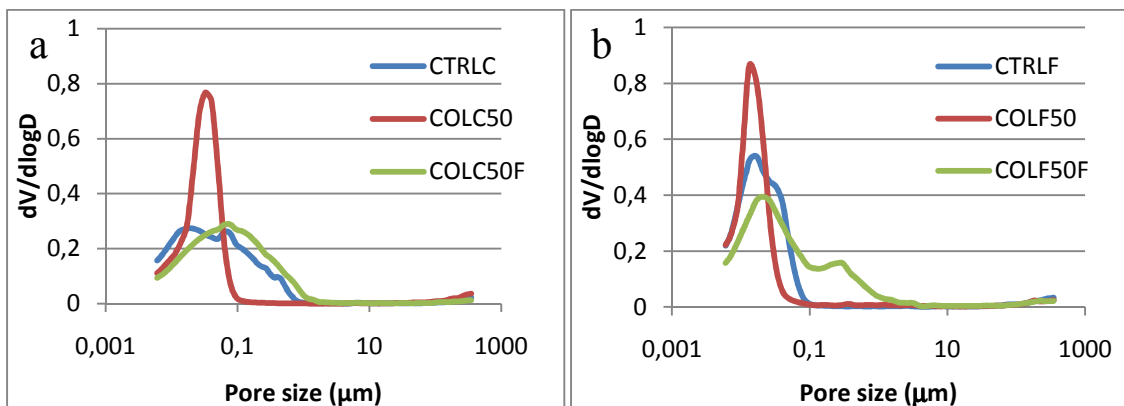 a
1
0,8
0,6
0,4
0,2
0
dV/dlogD
CTRLC
COLC50
COLC50F
0,001
0,1
10
1000
Pore size (µm)
b
1
0,8
0,6
0,4
0,2
0
dV/dlogD
CTRLF
COLF50
COLF50F
0,001
0,1
10
1000
Pore size (µm)